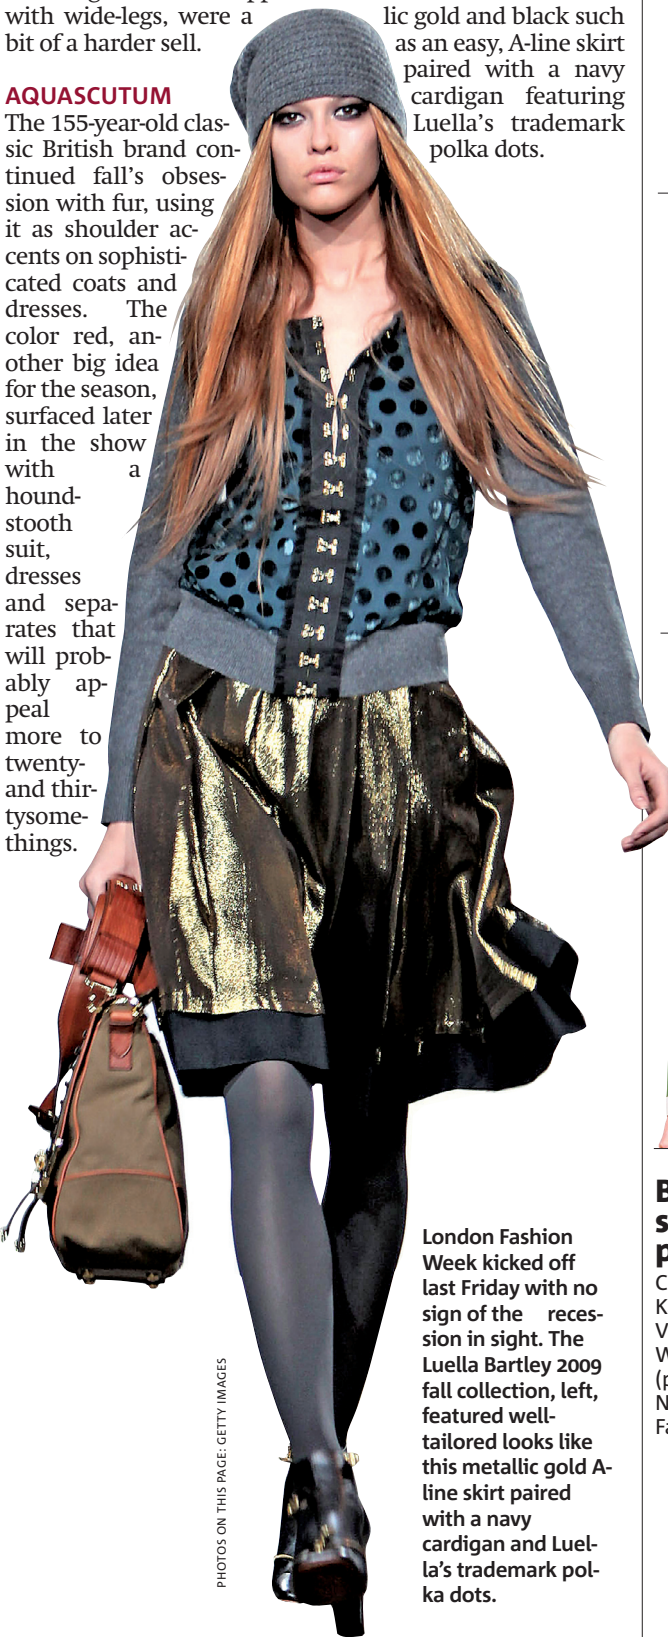 with wide-legs, were a
bit of a harder sell.
AQUASCUTUM
The 155-year-old clas-
sic British brand con-
tinued fall's obses-
sion with fur, using
it as shoulder ac-
cents on sophisti-
cated coats and
dresses. The
color red, an-
other big idea
for the season,
surfaced later
in the show
with a
hound-
stooth
suit,
dresses
and sepa-
rates that
will prob-
ably ap-
peal
more to
twenty-
and thir-
tysome-
things.
lic gold and black such
as an easy, A-line skirt
paired with a navy
cardigan featuring
Luella's trademark
polka dots.
London Fashion
Week kicked off
last Friday with no
sign of the reces-
sion in sight. The
Luella Bartley 2009
fall collection, left,
featured well-
tailored looks like
this metallic gold A-
line skirt paired
with a navy
cardigan and Luel-
la's trademark pol-
ka dots.
PHOTOS ON THIS PAGE: GETTY IMAGES